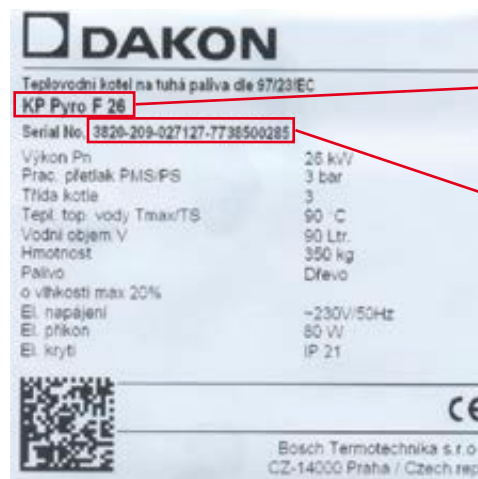 DAKON
Teplovodní kotel na tuhá paliva dle 97/23/EC
KP Pyro F 26
Serial No. 3820-209-027127-7738500285
Výkon Pn 26 kW
Prac. přetlak PMS/PS 3 bar
Třída kotle 3
Tepl. top. vody Tmax/TS 90 °C
Vodní objem V 90 Ltr.
Hmotnost 350 kg
Palivo Dřevo
o vlhkosti max 20%
El. napájení ~230V/50Hz
El. příkon 80 W
El. krytí IP 21
CE
Bosch Termotechnika s.r.o
CZ-14000 Praha / Czech rep